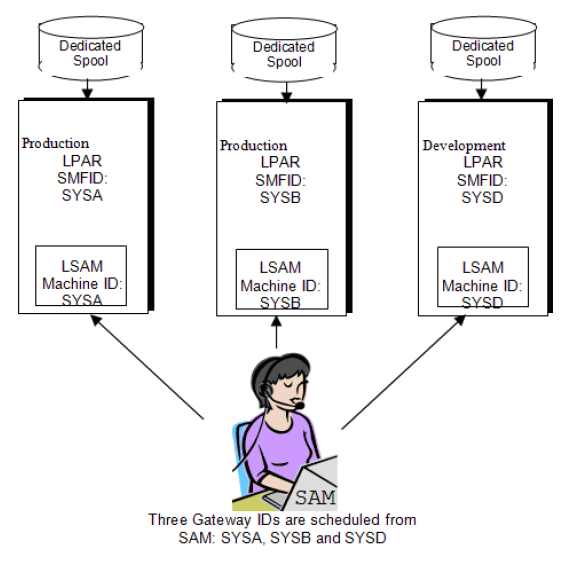 Dedicated
Spool
Dedicated
Spool
Dedicated
Spool
Production
LPAR
SMFID:
SYSA
Production
LPAR
SMFID:
SYSB
Development
LPAR
SMFID:
SYSD
LSAM
Machine ID:
SYSA
LSAM
Machine ID:
SYSB
LSAM
Machine ID:
SYSD
SAM
Three Gateway IDs are scheduled from
SAM: SYSA, SYSB and SYSD